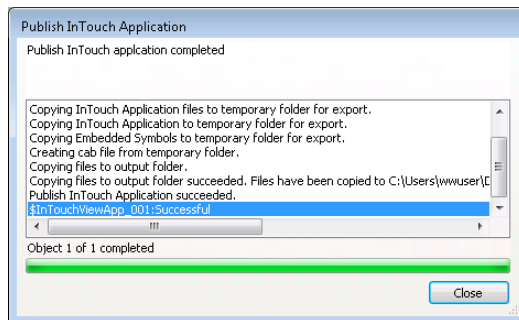 Publish InTouch Application
Publish InTouch applcation completed
Copying InTouch Application files to temporary folder for export.
Copying InTouch Application to temporary folder for export.
Copying Embedded Symbols to temporary folder for export.
Creating cab file from temporary folder.
Copying files to output folder.
Copying files to output folder succeeded. Files have been copied to C:\Users\wwuser\D
Publish InTouch Application succeeded.
$InTouchViewApp_001:Successful
Object 1 of 1 completed
Close